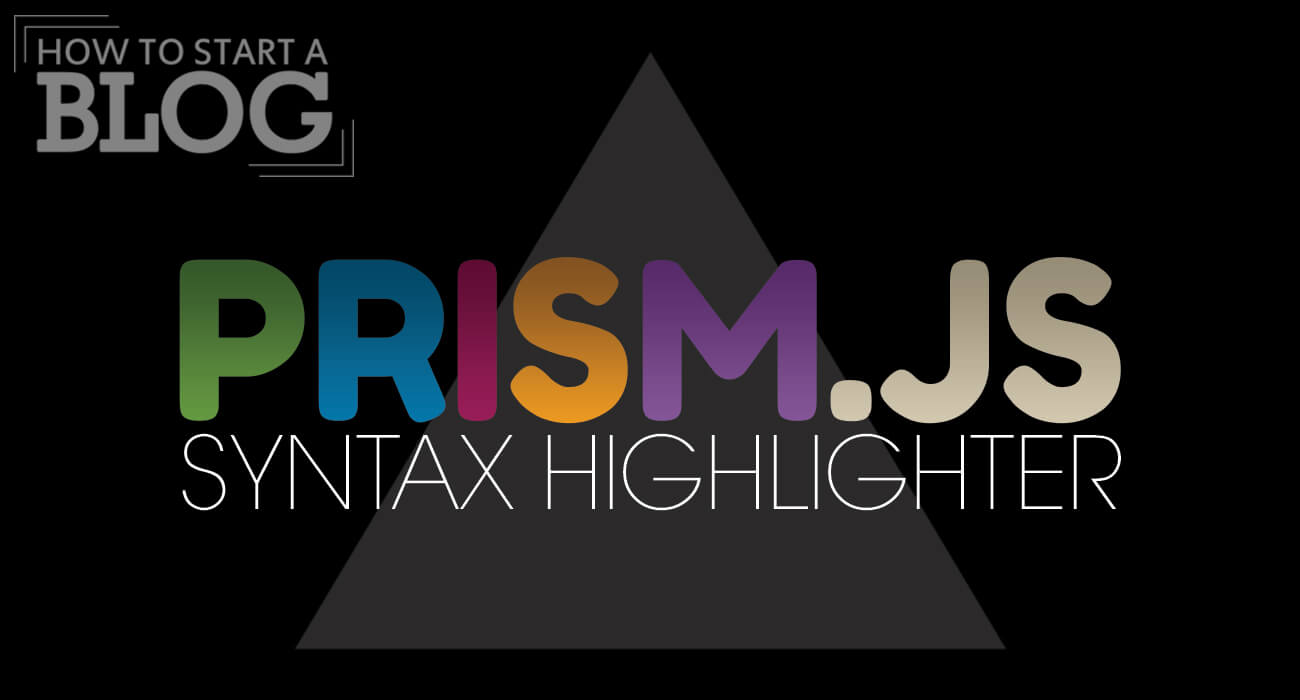 HOW TO START A
BLOG
PRISM.JS
SYNTAX HIGHLIGHTER